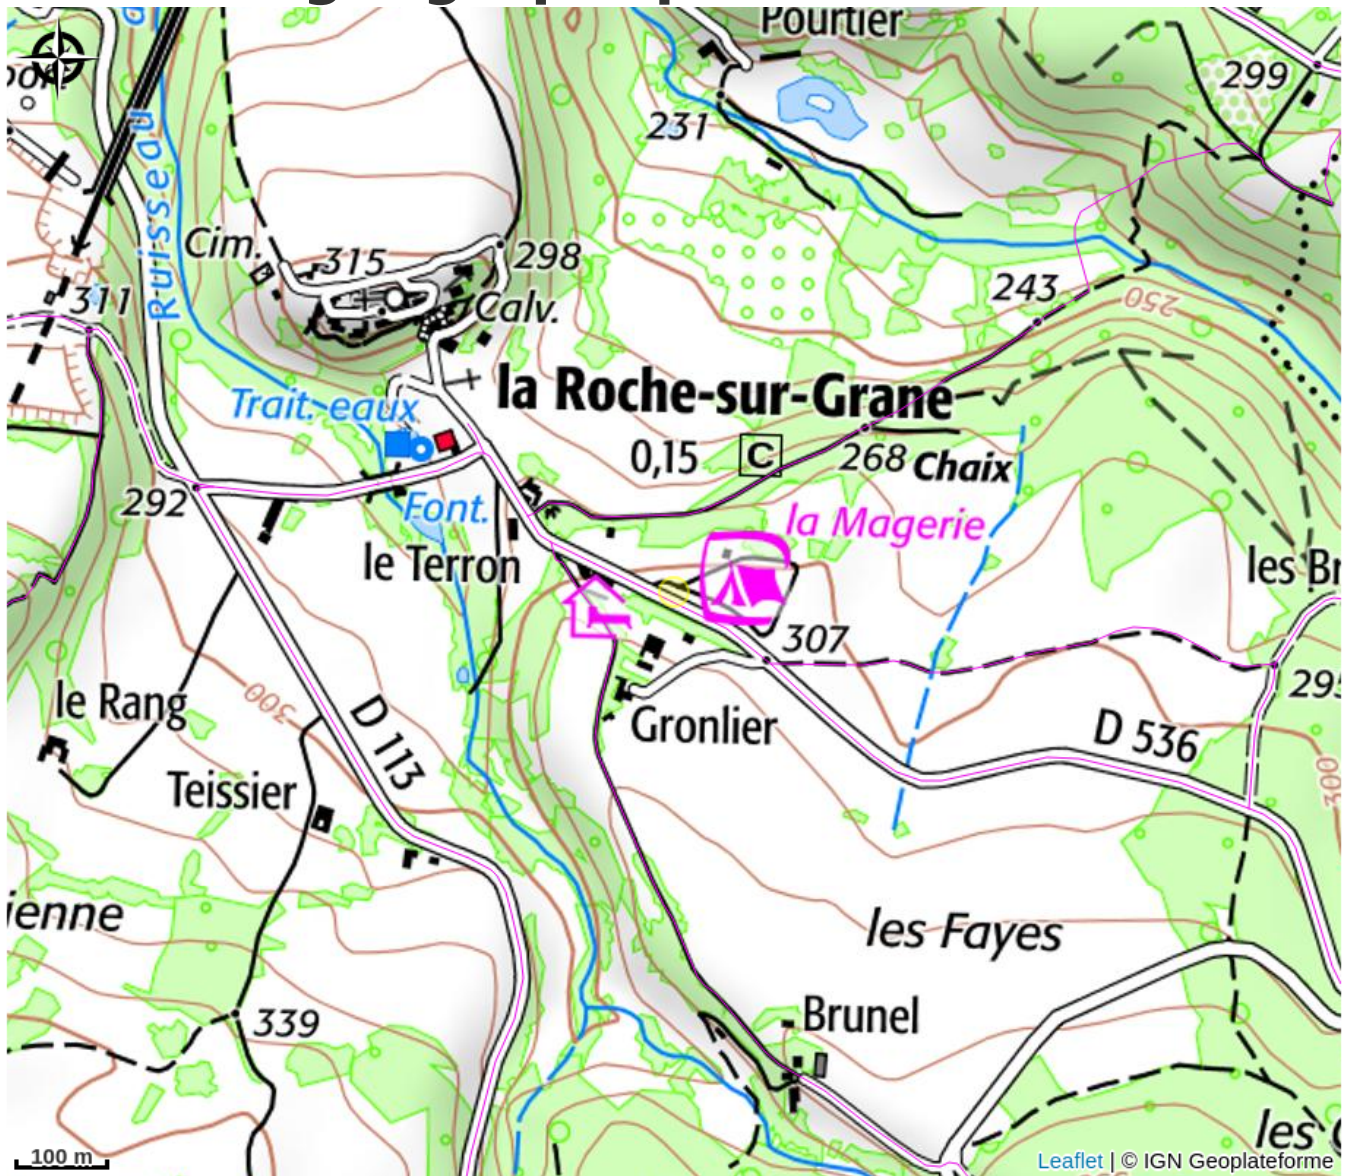 Pourtier
299
231
Ruisseau
Cim.
315
298
311
Calv.
243
250
la Roche-sur-Grane
Trait. eaux
0,15 C
268 Chaix
292
Font.
la Magerie
le Terron
les Br
307
le Rang
300
295
Gronlier
D 113
D 536
Teissier
300
ienne
les Fayes
339
Brunel
les
100 m
Leaflet | © IGN Geoplateforme